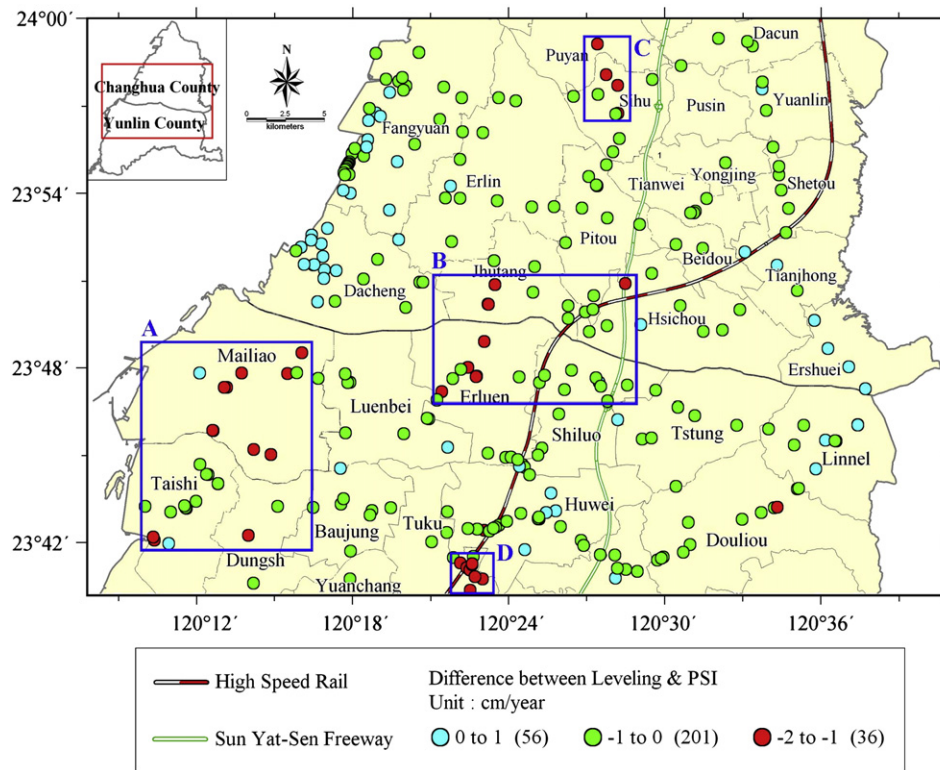 24°00′
23°54′
23°48′
23°42′
Changhua County
Yunlin County
N
0 2.5 5
kilometers
C
Puyan
Dacun
Sihu
Pusin
Yuanlin
Fangyuan
1
Erlin
Tianwei
Yongjing
Shetou
Pitou
B
Jhutang
Beidou
Tianjhong
Dacheng
Hsichou
A
Mailiao
Ershuei
Luenbei
Erluen
Shiluo
Tstung
Linnel
Taishi
Huwei
Baujung
Tuku
Douliou
Dungsh
D
Yuanchang
120°12′ 120°18′ 120°24′ 120°30′ 120°36′
High Speed Rail
Sun Yat-Sen Freeway
Difference between Leveling & PSI
Unit : cm/year
0 to 1 (56) -1 to 0 (201) -2 to -1 (36)